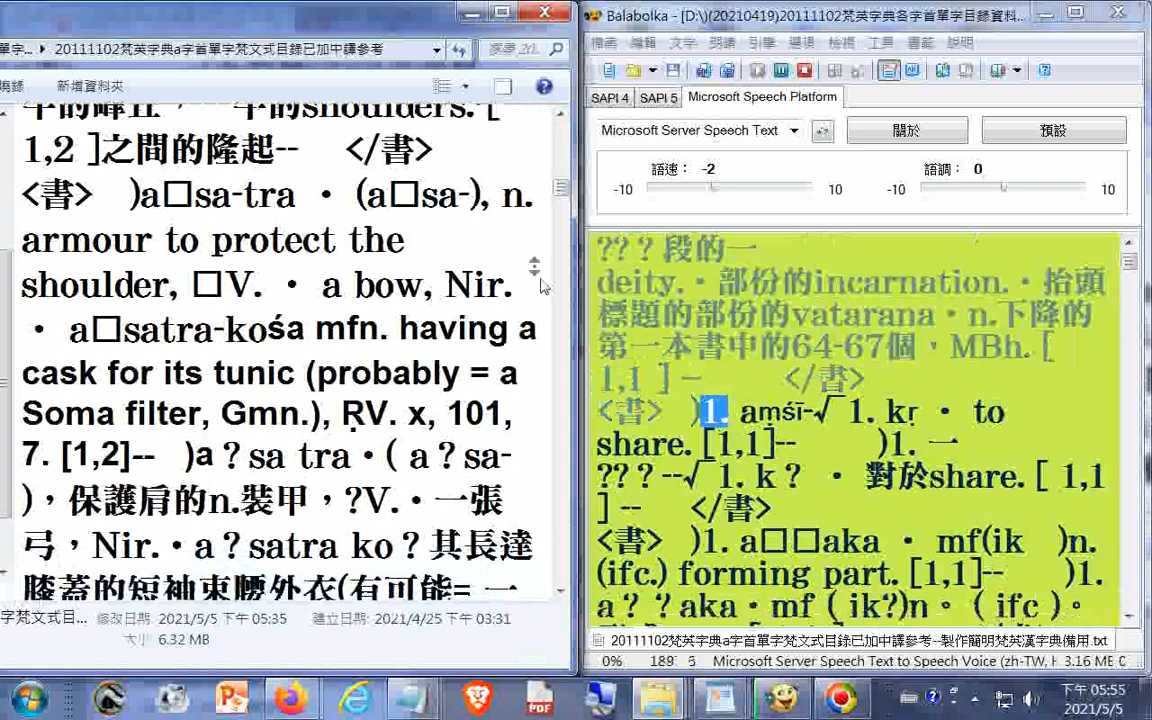 單字... ▸ 20111102梵英字典a字首單字梵文式目錄已加中譯參考
燒錄 新增資料夾
中的shoulders. [
1,2 ]之間的隆起-- </書>
<書> )a□sa-tra ・ (a□sa-), n.
armour to protect the
shoulder, □V. ・ a bow, Nir.
・ a□satra-kośa mfn. having a
cask for its tunic (probably = a
Soma filter, Gmn.), ṚV. x, 101,
7. [1,2]-- )a？sa tra・( a？sa-
)，保護肩的n.裝甲，?V.・一張
弓，Nir.・a？satra ko？其長達
膝蓋的短袖束腰外衣(有可能= 一
字梵文式目... 修改日期: 2021/5/5 下午 05:35 建立日期: 2021/4/25 下午 03:31
大小: 6.32 MB
Balabolka - [D:\)(20210419)20111102梵英字典各字首單字目錄資料...
檔案 編輯 文字 朗讀 引擎 選項 檢視 工具 書籤 說明
SAPI 4 SAPI 5 Microsoft Speech Platform
Microsoft Server Speech Text 關於 預設
語速: -2 語調: 0
-10 10 -10 10
?? ? 段的一
deity.・部份的incarnation.・抬頭
標題的部份的vatarana・n.下降的
第一本書中的64-67個，MBh. [
1,1 ] -- </書>
<書> )1. aṃśī-√ 1. kṛ ・ to
share. [1,1]-- )1. 一
?? ? --√ 1. k ? ・ 對於share. [ 1,1
] -- </書>
<書> )1. a□□aka ・ mf(ik )n.
(ifc.) forming part. [1,1]-- )1.
a？ ？aka・mf（ik?)n。（ifc）。
20111102梵英字典a字首單字梵文式目錄已加中譯參考--製作簡明梵英漢字典備用.txt
0% 189 5 Microsoft Server Speech Text to Speech Voice (zh-TW, H 3.16 ME C
下午 05:55
2021/5/5